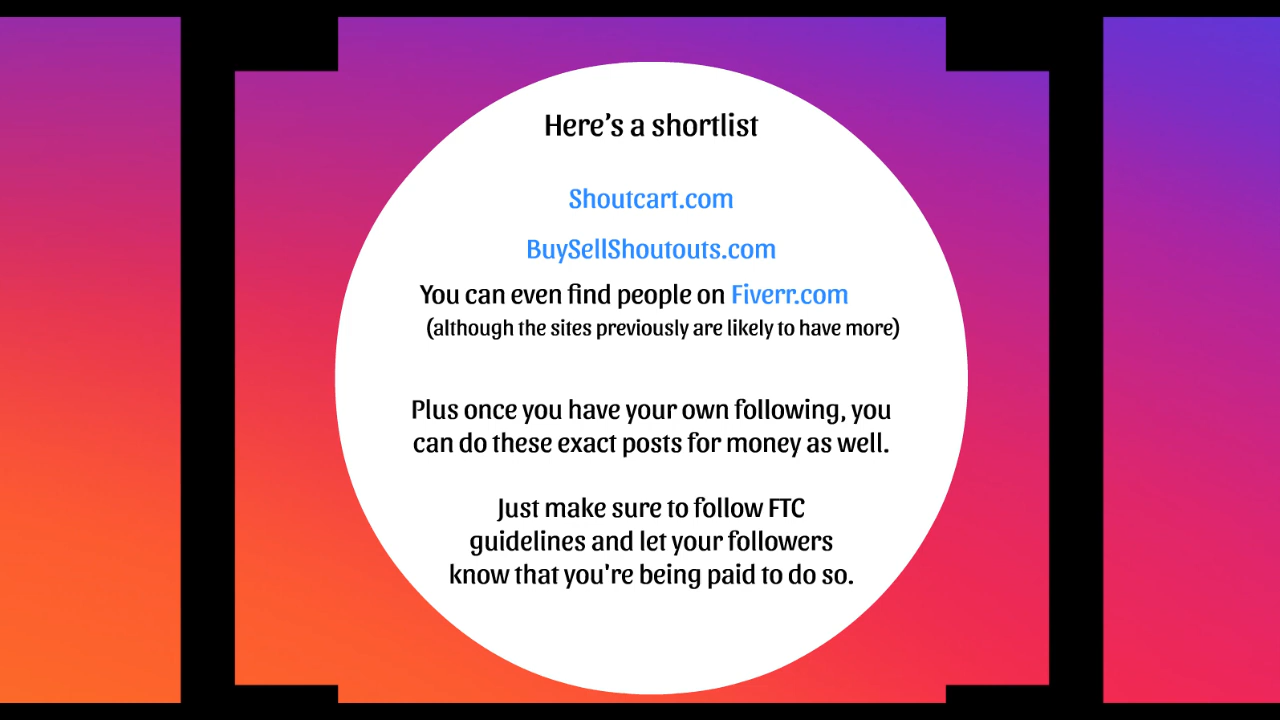 Here’s a shortlist
Shoutcart.com
BuySellShoutouts.com
You can even find people on Fiverr.com
(although the sites previously are likely to have more)
Plus once you have your own following, you
can do these exact posts for money as well.
Just make sure to follow FTC
guidelines and let your followers
know that you're being paid to do so.